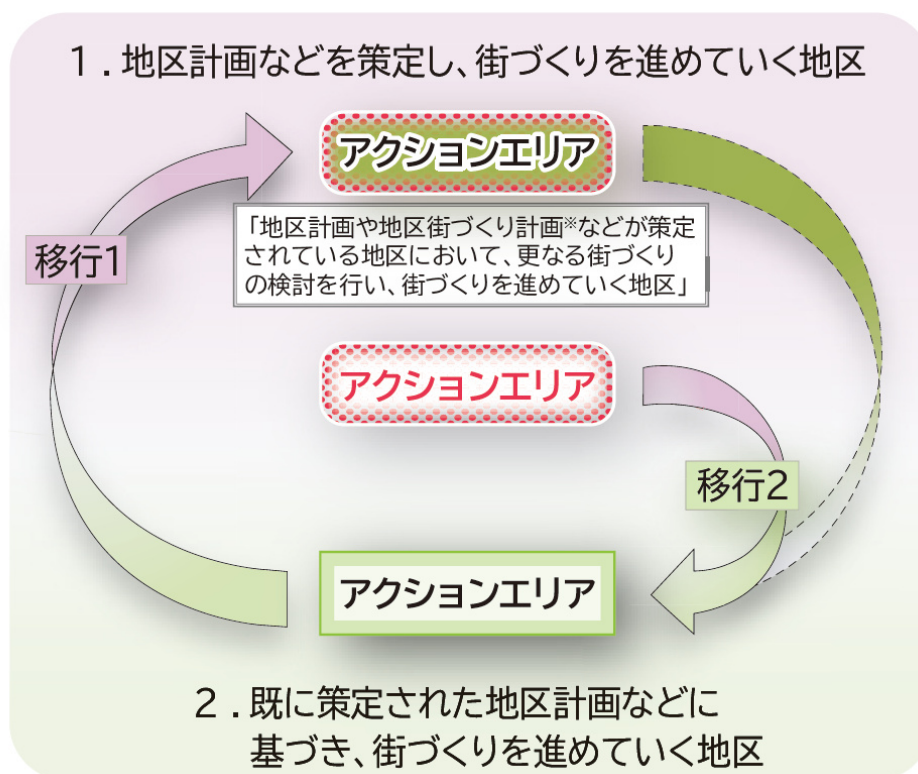 1．地区計画などを策定し、街づくりを進めていく地区
アクションエリア
移行1
「地区計画や地区街づくり計画※などが策定
されている地区において、更なる街づくり
の検討を行い、街づくりを進めていく地区」
アクションエリア
移行2
アクションエリア
2．既に策定された地区計画などに
基づき、街づくりを進めていく地区